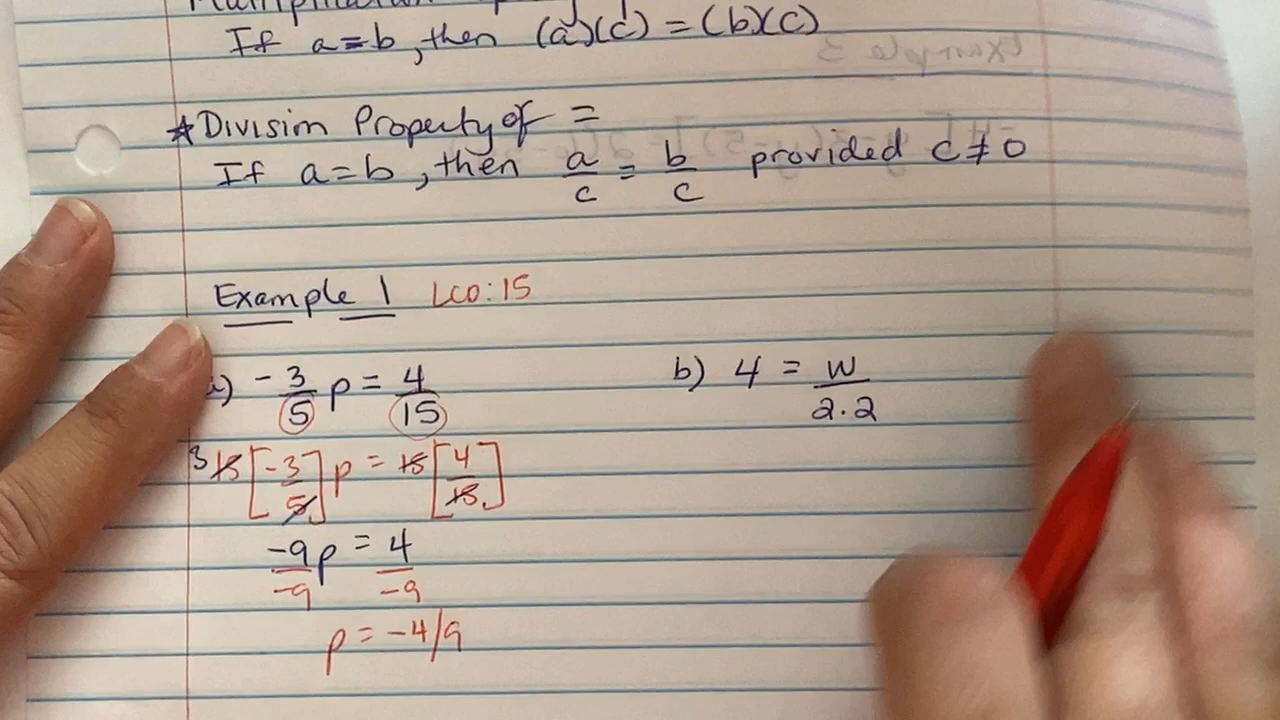 If a=b, then (a)(c) = (b)(c)
*Division Property of =
If a=b, then a/c = b/c provided c≠0
Example 1 LCD:15
a) -3/5 p = 4/15
3 15[-3/5]p = 15[4/15]
-9p/-9 = 4/-9
p = -4/9
b) 4 = w/2.2